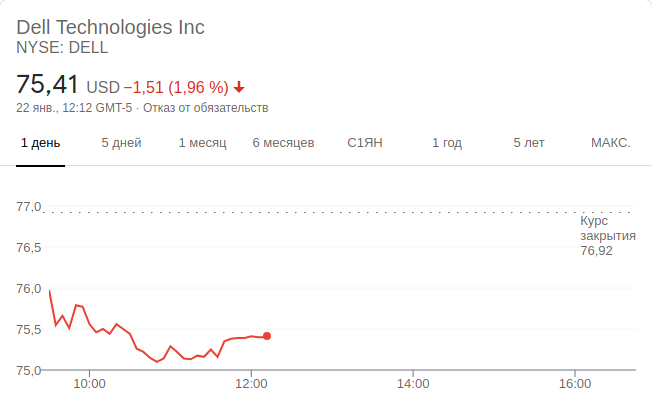 Dell Technologies Inc
NYSE: DELL
75,41 USD −1,51 (1,96 %)
22 янв., 12:12 GMT-5 · Отказ от обязательств
1 день 5 дней 1 месяц 6 месяцев С1ЯН 1 год 5 лет МАКС.
77,0
Курс
закрытия
76,5
76,92
76,0
75,5
75,0
10:00 12:00 14:00 16:00